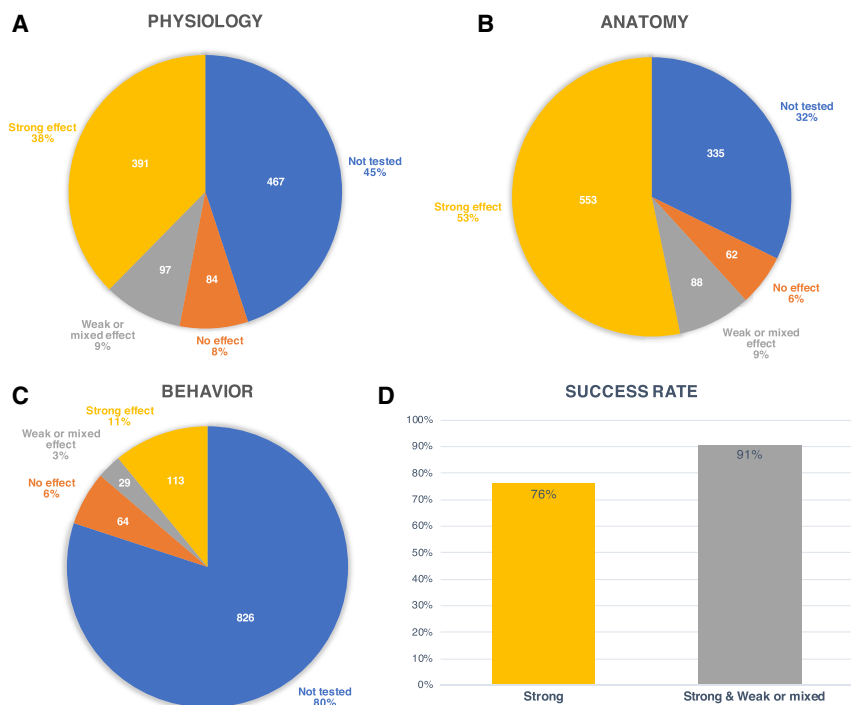 A
PHYSIOLOGY
Strong effect
38%
391
Not tested
45%
467
97
84
Weak or
mixed effect
9%
No effect
8%
B
ANATOMY
Not tested
32%
335
Strong effect
53%
553
62
88
No effect
6%
Weak or mixed
effect
9%
C
BEHAVIOR
Strong effect
11%
Weak or mixed
effect
3%
No effect
6%
113
29
64
826
Not tested
80%
D
SUCCESS RATE
100%
90%
80%
70%
60%
50%
40%
30%
20%
10%
0%
76%
91%
Strong
Strong & Weak or mixed